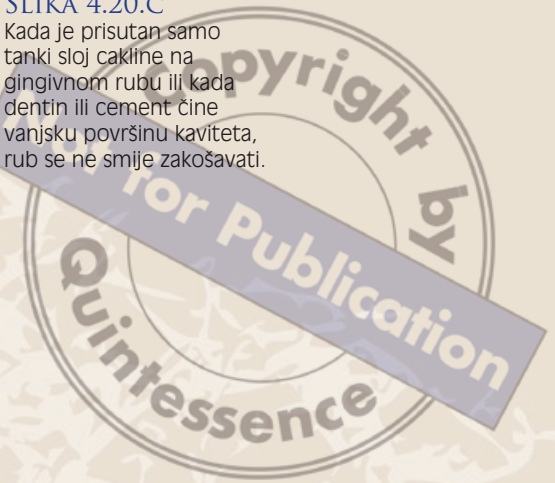 SLIKA 4.20.C
Kada je prisutan samo
tanki sloj cakline na
gingivnom rubu ili kada
dentin ili cement čine
vanjsku površinu kaviteta,
rub se ne smije zakošavati.
Copyright by
Not for Publication
Quintessence